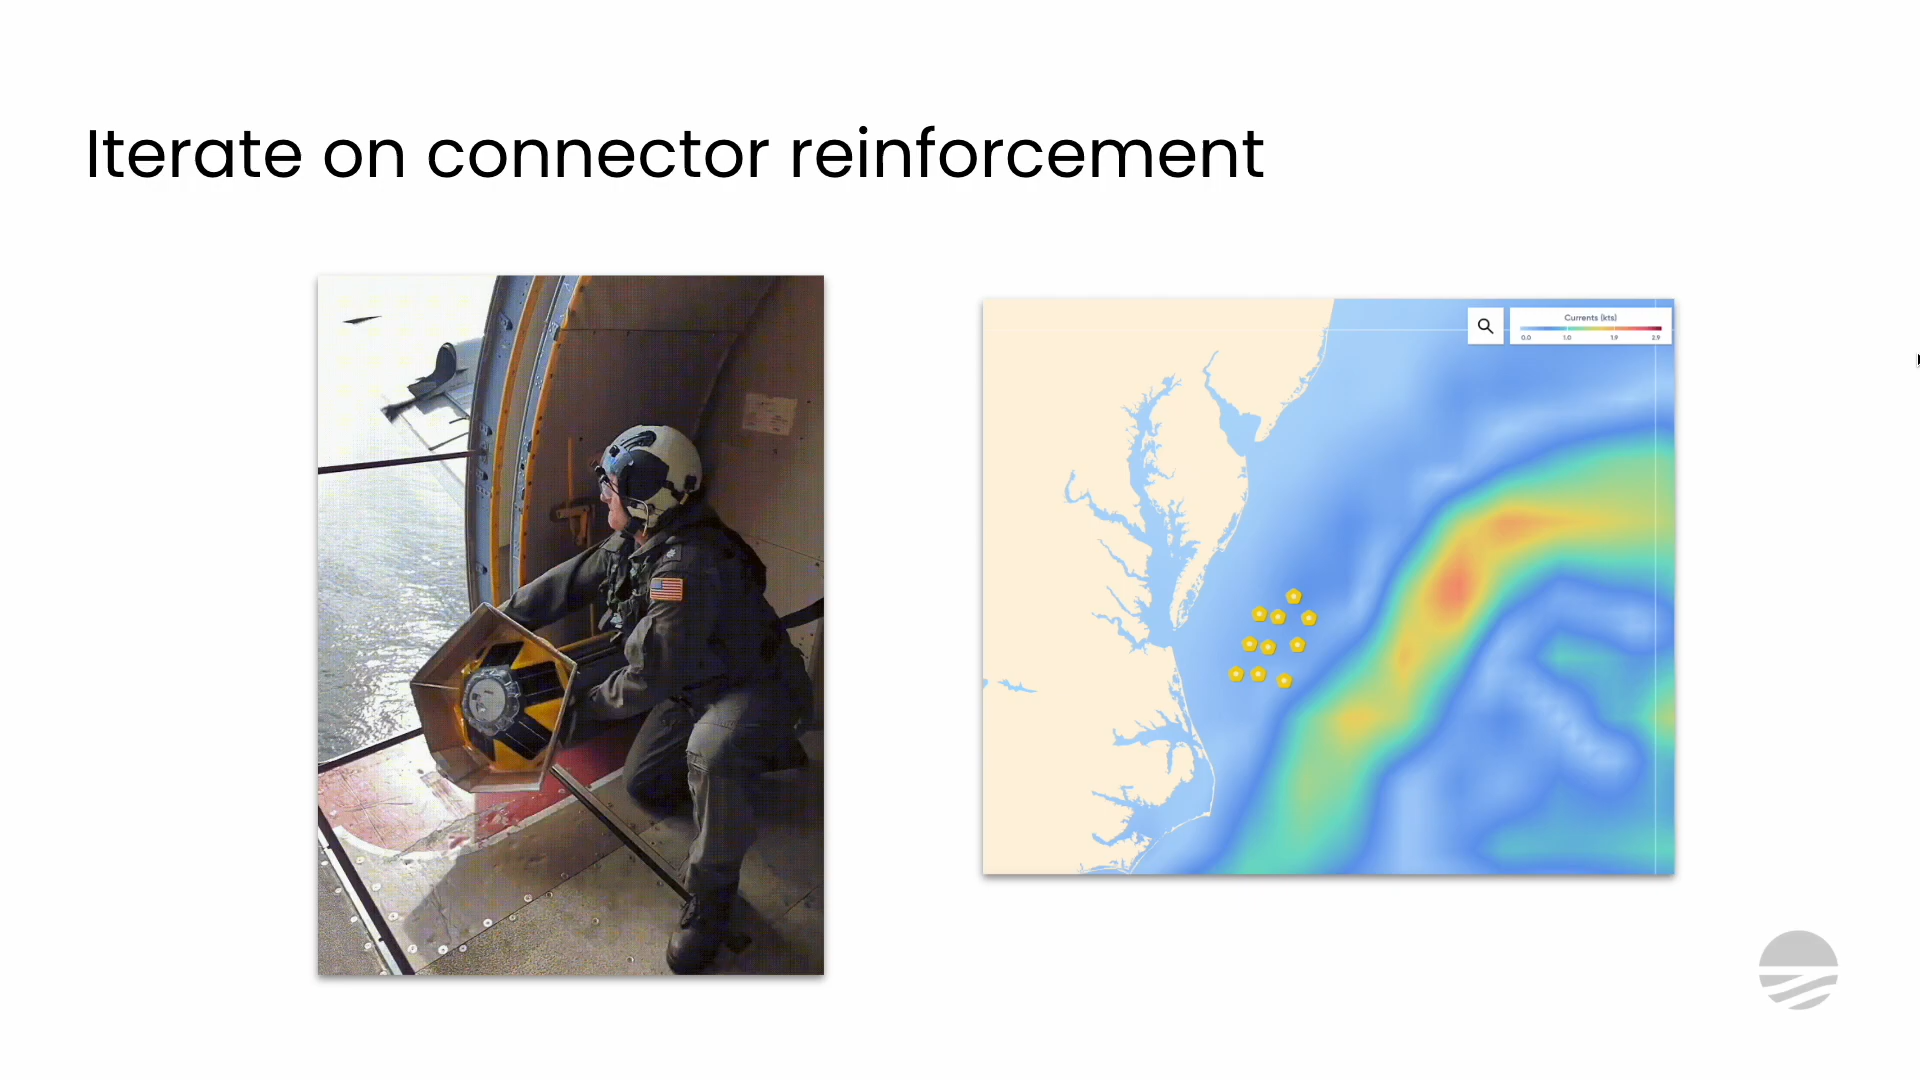 Iterate on connector reinforcement
Currents (kts)
0.0 1.0 1.9 2.9